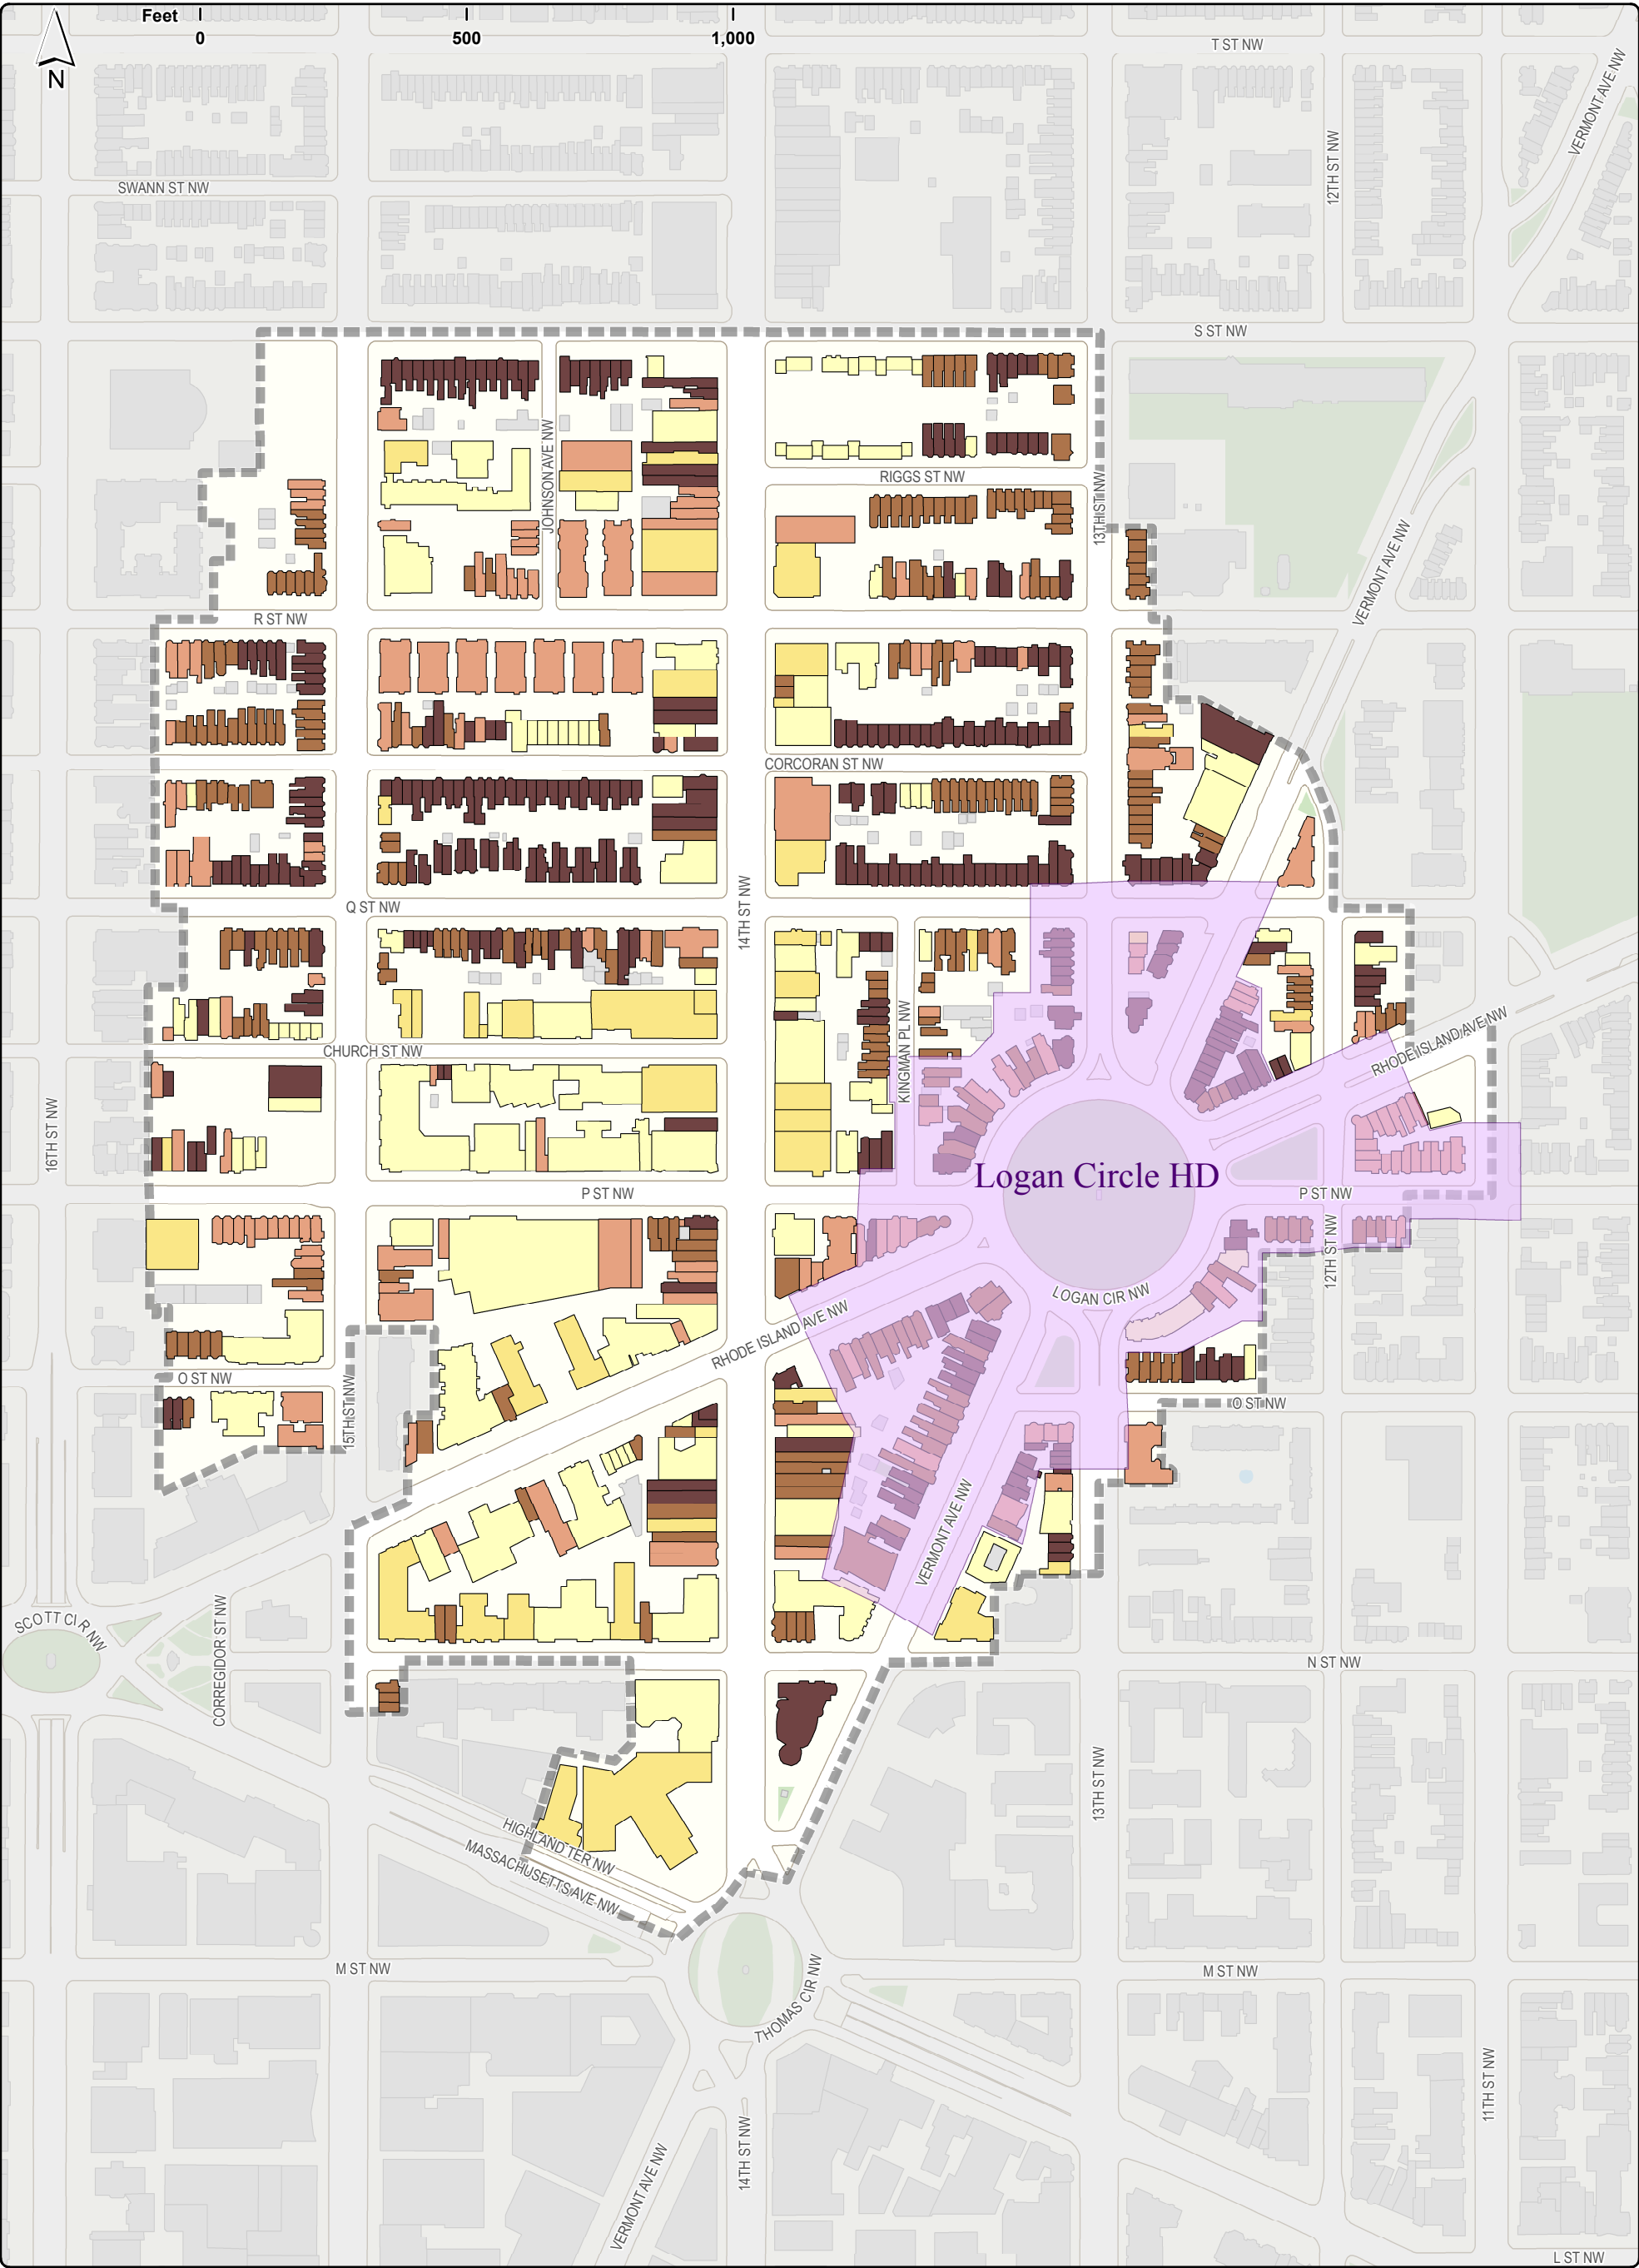 Feet
0
500
1,000
N
T ST NW
VERMONT AVE NW
12TH ST NW
SWANN ST NW
S ST NW
JOHNSON AVE NW
RIGGS ST NW
13TH ST NW
VERMONT AVE NW
R ST NW
CORCORAN ST NW
14TH ST NW
Q ST NW
KINGMAN PL NW
CHURCH ST NW
RHODE ISLAND AVE NW
16TH ST NW
Logan Circle HD
P ST NW
P ST NW
12TH ST NW
LOGAN CIR NW
RHODE ISLAND AVE NW
O ST NW
15TH ST NW
O ST NW
VERMONT AVE NW
SCOTT CIR NW
CORREGIDOR ST NW
N ST NW
13TH ST NW
HIGHLAND TER NW
MASSACHUSETTS AVE NW
M ST NW
M ST NW
THOMAS CIR NW
11TH ST NW
14TH ST NW
VERMONT AVE NW
L ST NW